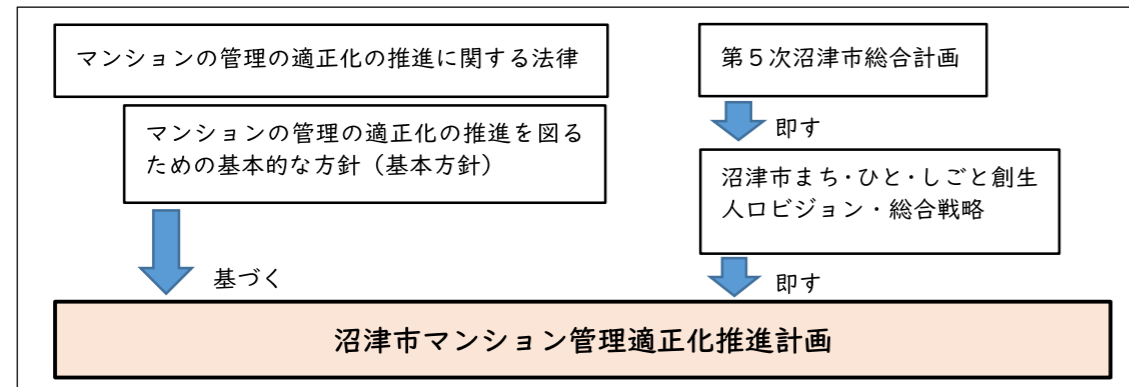 マンションの管理の適正化の推進に関する法律
マンションの管理の適正化の推進を図る
ための基本的な方針（基本方針）
基づく
第５次沼津市総合計画
即す
沼津市まち・ひと・しごと創生
人口ビジョン・総合戦略
即す
沼津市マンション管理適正化推進計画